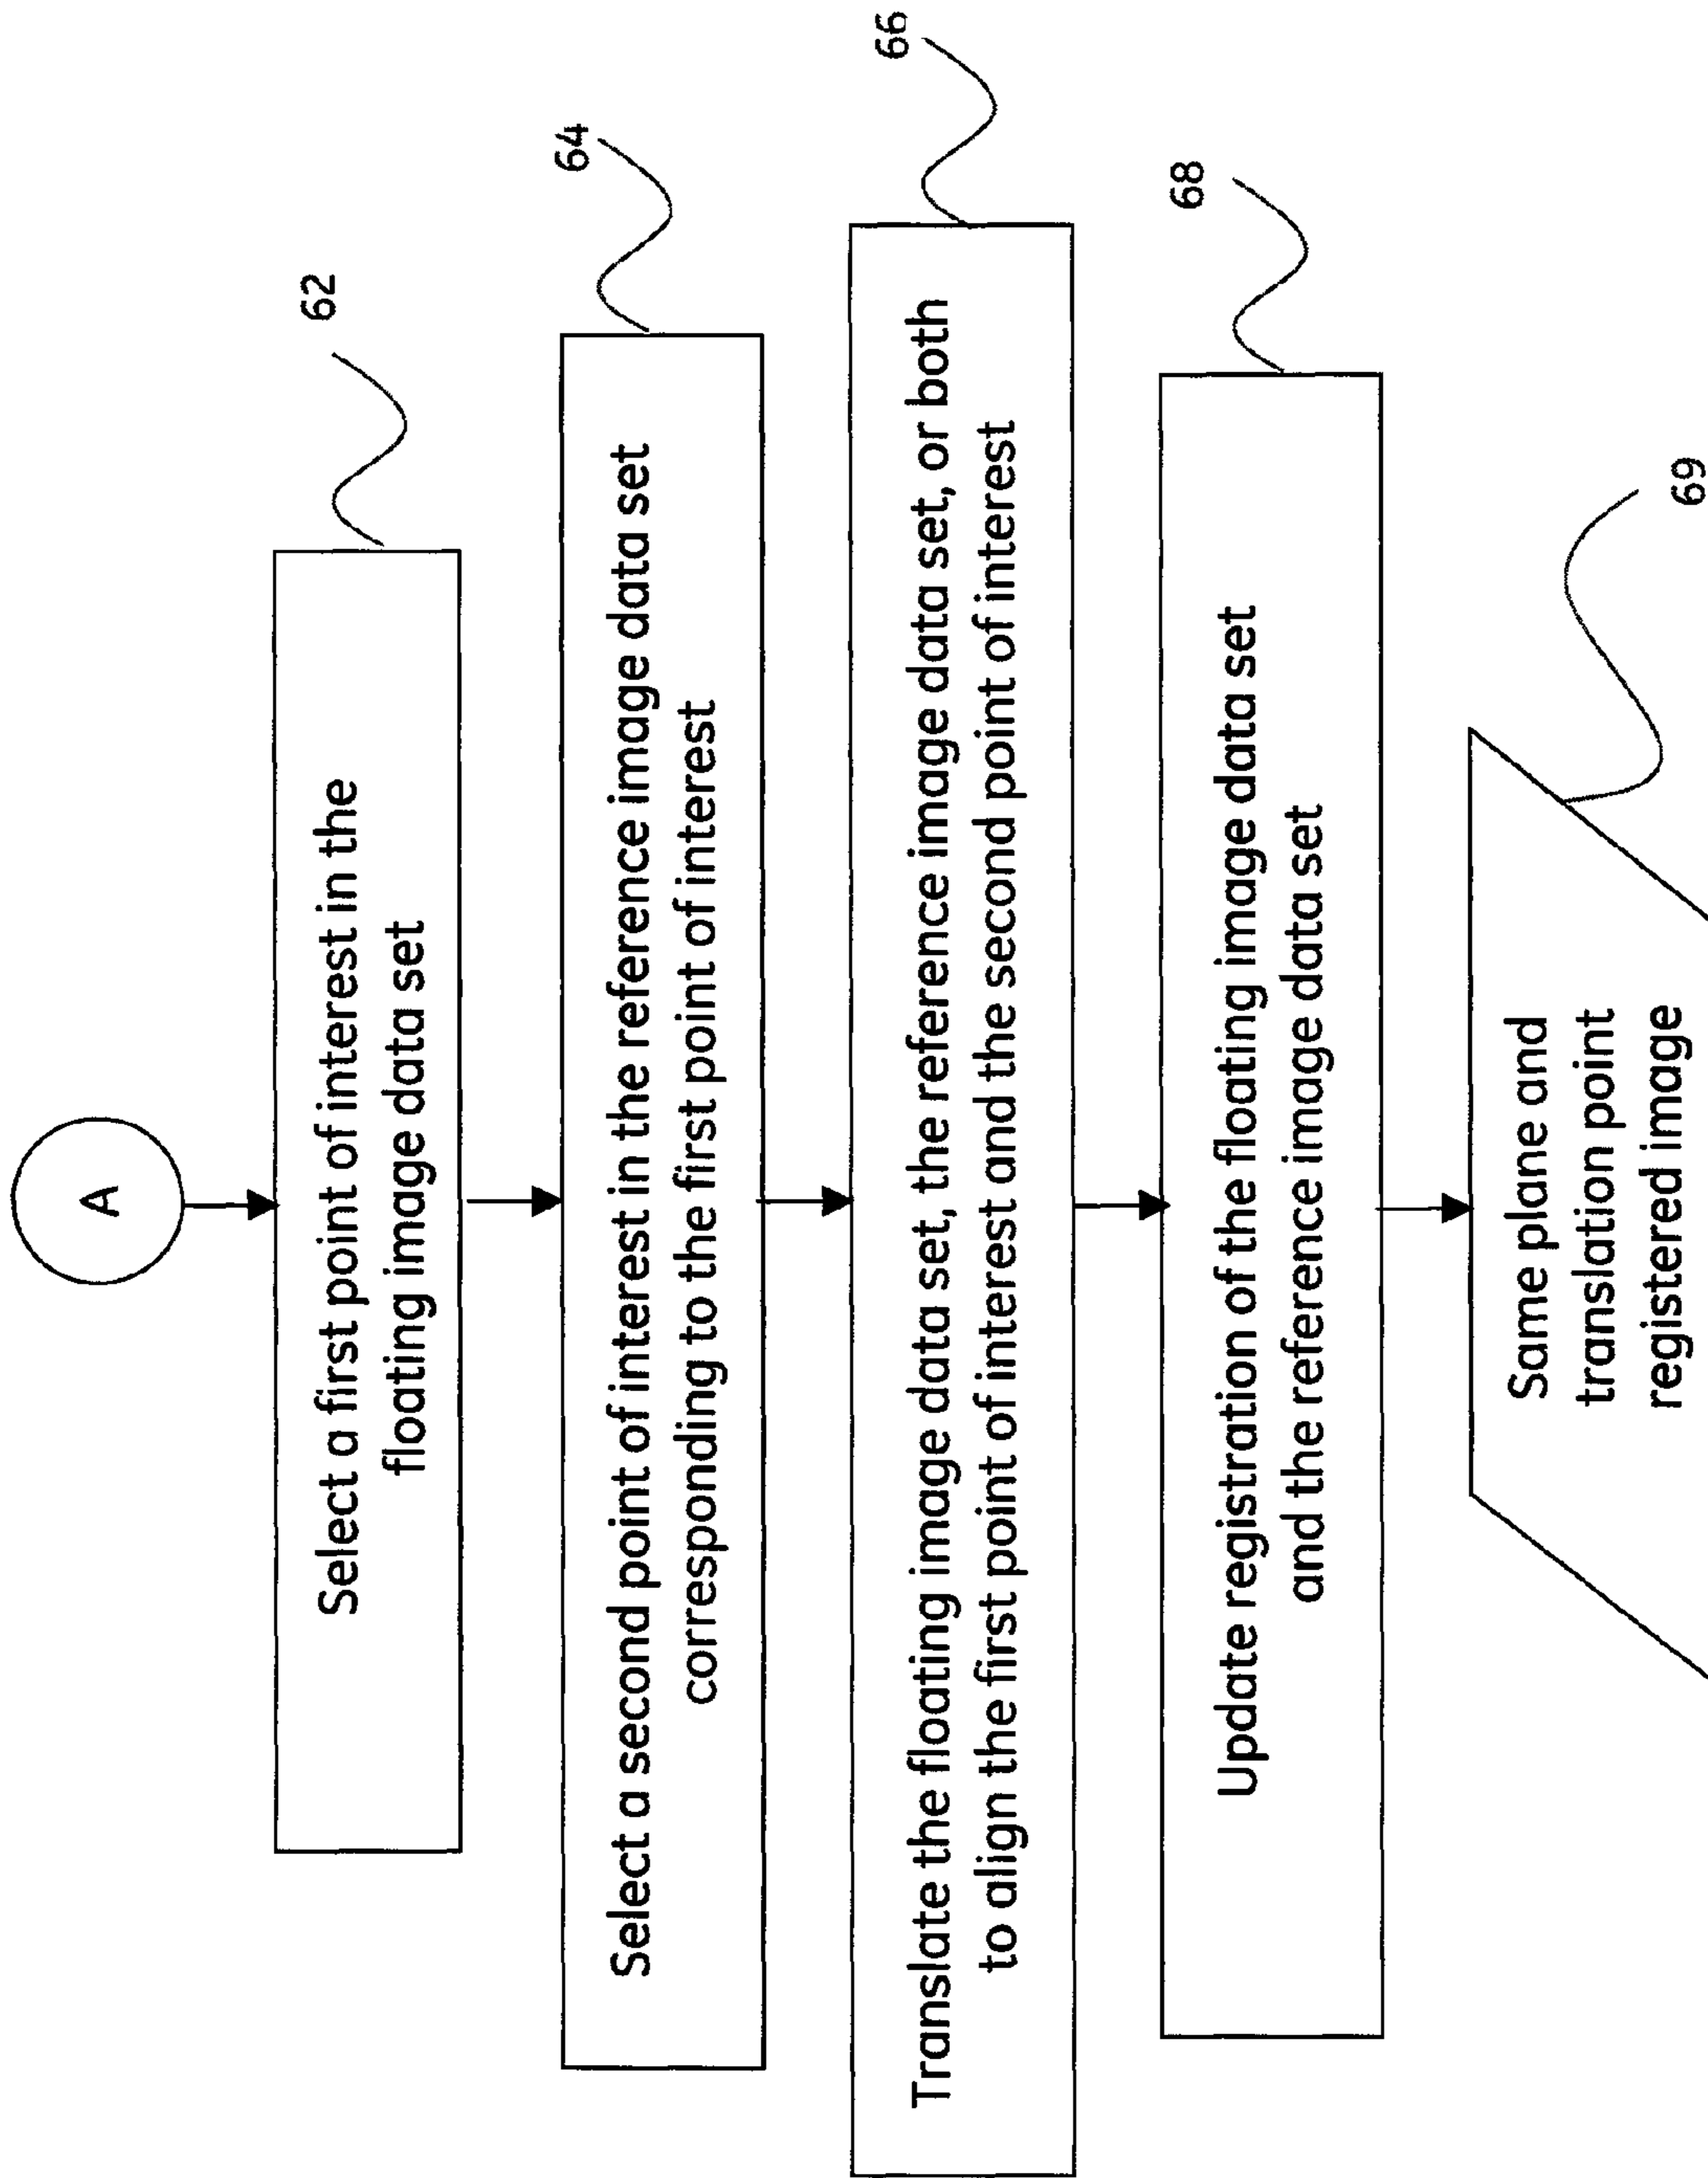 A
62
Select a first point of interest in the
floating image data set
64
Select a second point of interest in the reference image data set
corresponding to the first point of interest
66
Translate the floating image data set, the reference image data set, or both
to align the first point of interest and the second point of interest
68
Update registration of the floating image data set
and the reference image data set
69
Same plane and
translation point
registered image